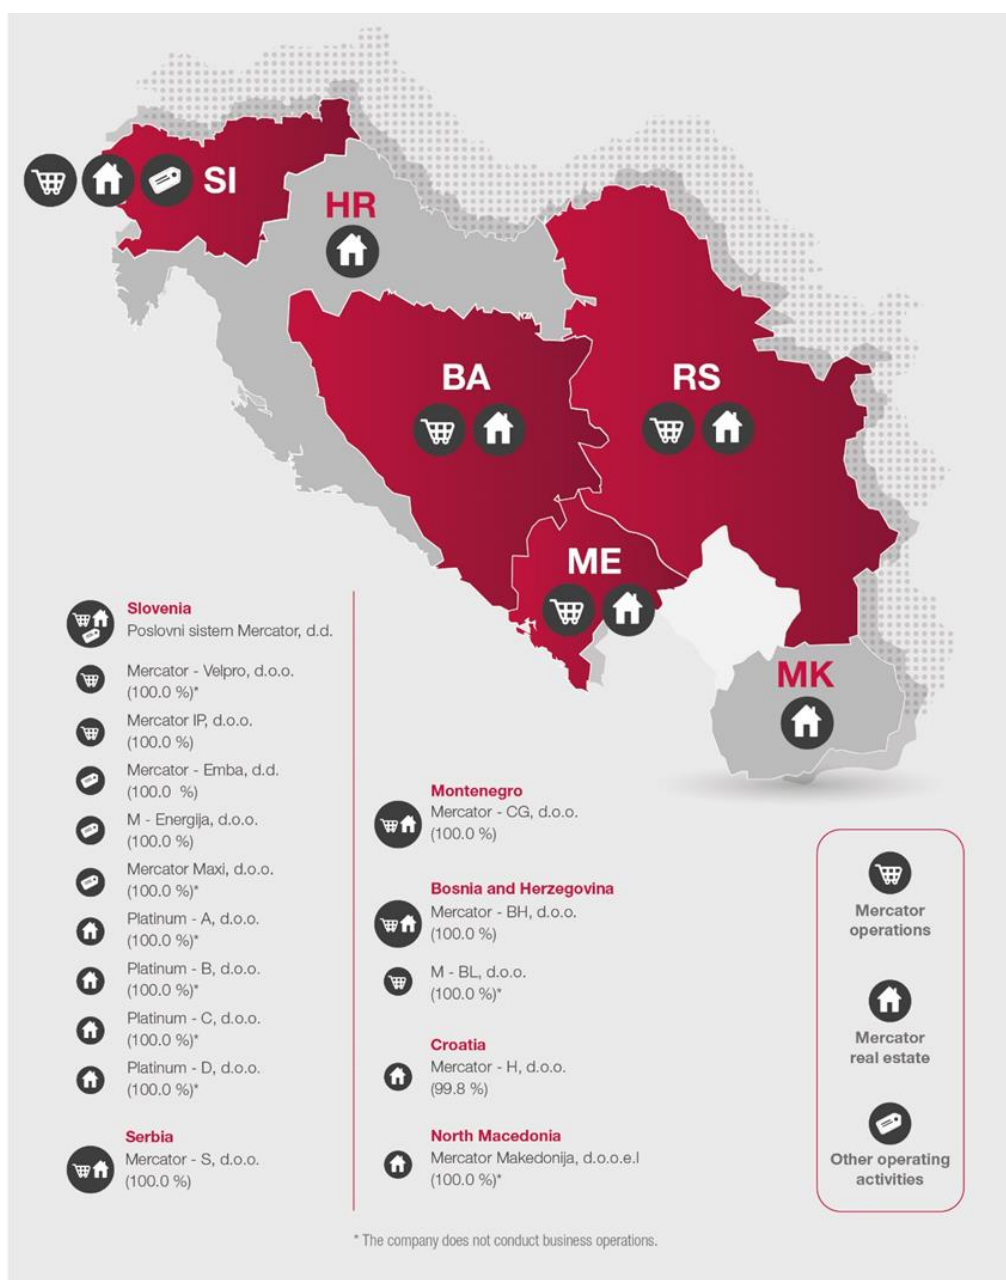 SI
HR
BA
RS
ME
MK
Slovenia
Poslovni sistem Mercator, d.d.
Mercator - Velpro, d.o.o.
(100.0 %)*
Mercator IP, d.o.o.
(100.0 %)
Mercator - Emba, d.d.
(100.0 %)
M - Energija, d.o.o.
(100.0 %)
Mercator Maxi, d.o.o.
(100.0 %)*
Platinum - A, d.o.o.
(100.0 %)*
Platinum - B, d.o.o.
(100.0 %)*
Platinum - C, d.o.o.
(100.0 %)*
Platinum - D, d.o.o.
(100.0 %)*
Serbia
Mercator - S, d.o.o.
(100.0 %)
Montenegro
Mercator - CG, d.o.o.
(100.0 %)
Bosnia and Herzegovina
Mercator - BH, d.o.o.
(100.0 %)
M - BL, d.o.o.
(100.0 %)*
Croatia
Mercator - H, d.o.o.
(99.8 %)
North Macedonia
Mercator Makedonija, d.o.o.e.l
(100.0 %)*
Mercator
operations
Mercator
real estate
Other operating
activities
* The company does not conduct business operations.